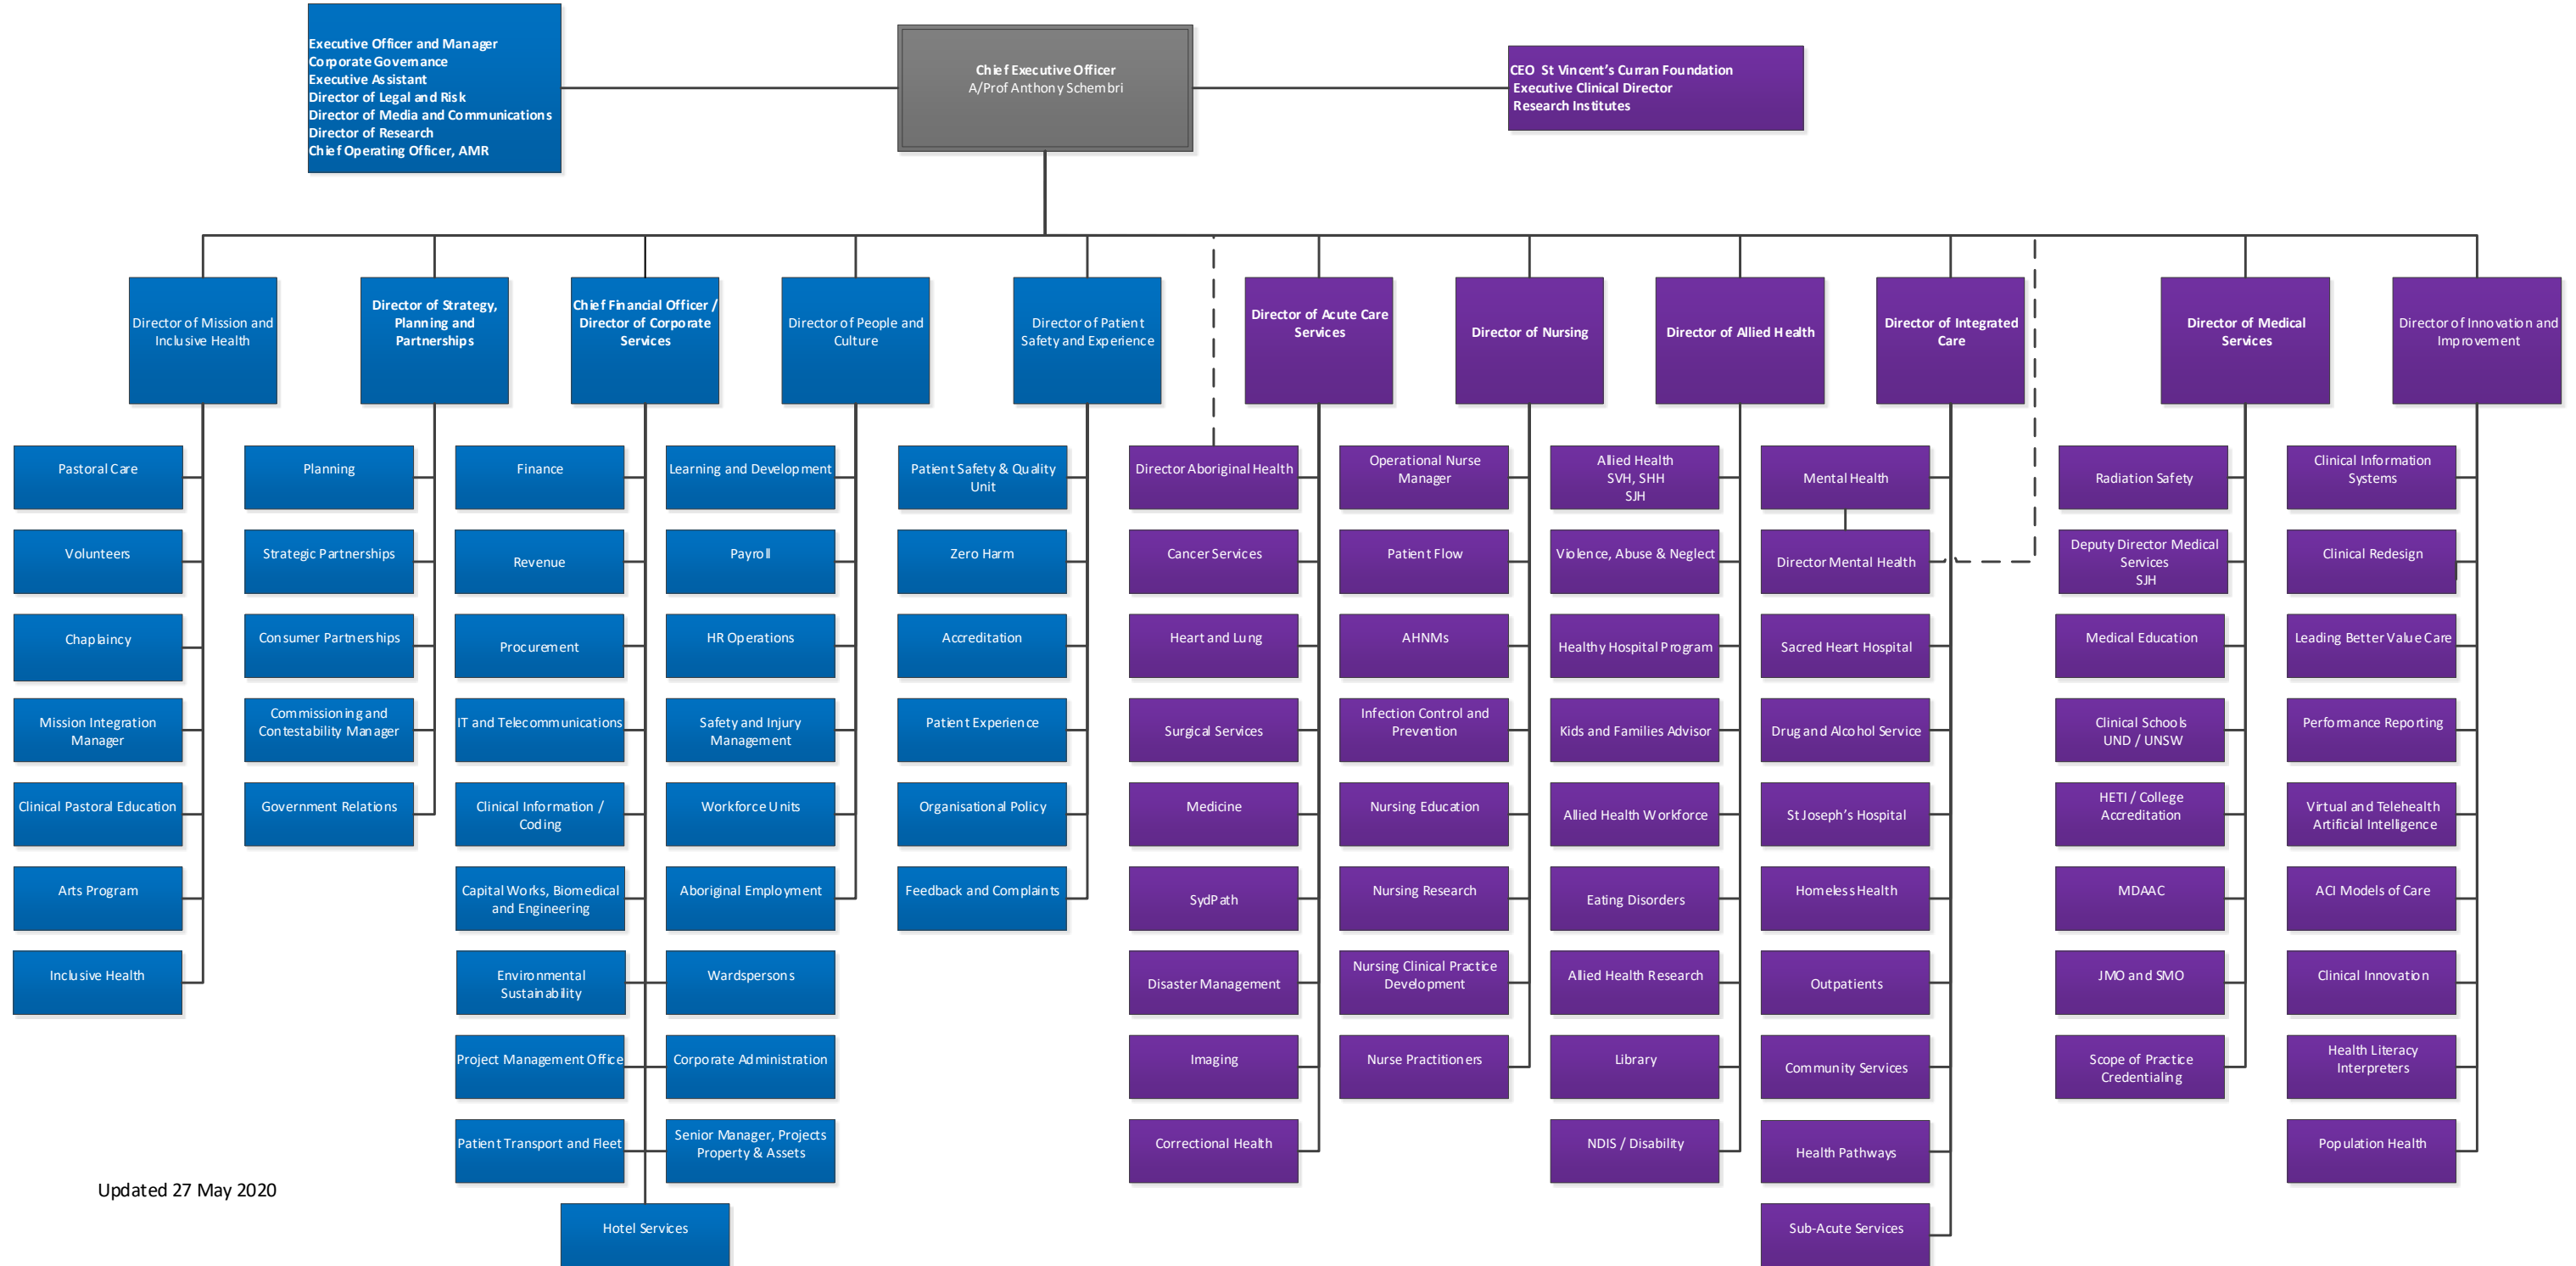 Executive Officer and Manager
Corporate Governance
Executive Assistant
Director of Legal and Risk
Director of Media and Communications
Director of Research
Chief Operating Officer, AMR
Chief Executive Officer
A/Prof Anthony Schembri
CEO St Vincent's Curran Foundation
Executive Clinical Director
Research Institutes
Director of Mission and
Inclusive Health
Director of Strategy,
Planning and
Partnerships
Chief Financial Officer /
Director of Corporate
Services
Director of People and
Culture
Director of Patient
Safety and Experience
Director of Acute Care
Services
Director of Nursing
Director of Allied Health
Director of Integrated
Care
Director of Medical
Services
Director of Innovation and
Improvement
Pastoral Care
Volunteers
Chaplaincy
Mission Integration
Manager
Clinical Pastoral Education
Arts Program
Inclusive Health
Planning
Strategic Partnerships
Consumer Partnerships
Commissioning and
Contestability Manager
Government Relations
Finance
Revenue
Procurement
IT and Telecommunications
Clinical Information /
Coding
Capital Works, Biomedical
and Engineering
Environmental
Sustainability
Project Management Office
Patient Transport and Fleet
Hotel Services
Learning and Development
Payroll
HR Operations
Safety and Injury
Management
Workforce Units
Aboriginal Employment
Wardspersons
Corporate Administration
Senior Manager, Projects
Property & Assets
Patient Safety & Quality
Unit
Zero Harm
Accreditation
Patient Experience
Organisational Policy
Feedback and Complaints
Director Aboriginal Health
Cancer Services
Heart and Lung
Surgical Services
Medicine
SydPath
Disaster Management
Imaging
Correctional Health
Operational Nurse
Manager
Patient Flow
AHNMs
Infection Control and
Prevention
Nursing Education
Nursing Research
Nursing Clinical Practice
Development
Nurse Practitioners
Allied Health
SVH, SHH
SJH
Violence, Abuse & Neglect
Healthy Hospital Program
Kids and Families Advisor
Allied Health Workforce
Eating Disorders
Allied Health Research
Library
NDIS / Disability
Mental Health
Director Mental Health
Sacred Heart Hospital
Drug and Alcohol Service
St Joseph's Hospital
Homeless Health
Outpatients
Community Services
Health Pathways
Sub-Acute Services
Radiation Safety
Deputy Director Medical
Services
SJH
Medical Education
Clinical Schools
UND / UNSW
HETI / College
Accreditation
MDAAC
JMO and SMO
Scope of Practice
Credentialing
Clinical Information
Systems
Clinical Redesign
Leading Better Value Care
Performance Reporting
Virtual and Telehealth
Artificial Intelligence
ACI Models of Care
Clinical Innovation
Health Literacy
Interpreters
Population Health
Updated 27 May 2020